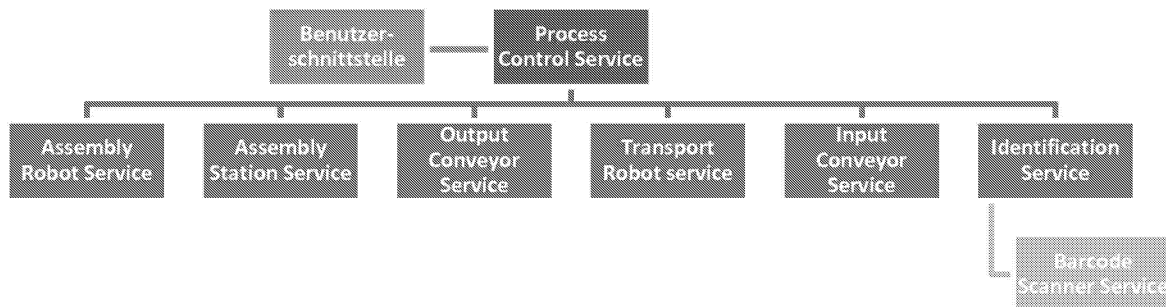 Benutzer-
schnittstelle
Process
Control Service
Assembly
Robot Service
Assembly
Station Service
Output
Conveyor
Service
Transport
Robot service
Input
Conveyor
Service
Identification
Service
Barcode
Scanner Service